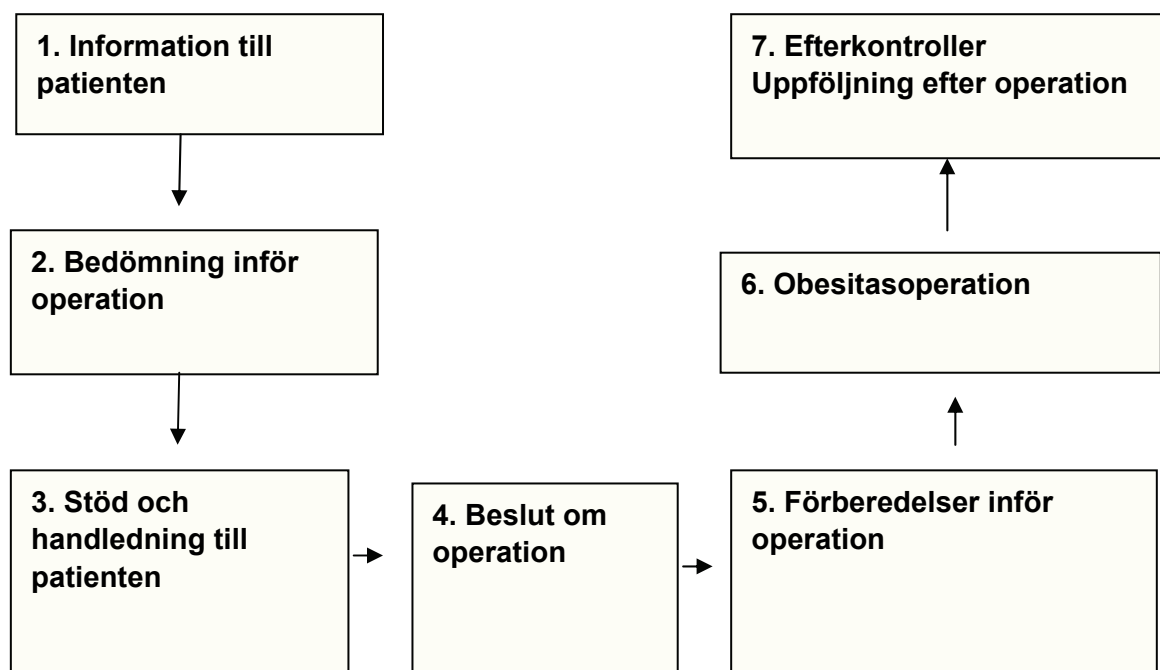 1. Information till
patienten
2. Bedömning inför
operation
3. Stöd och
handledning till
patienten
4. Beslut om
operation
5. Förberedelser inför
operation
6. Obesitasoperation
7. Efterkontroller
Uppföljning efter operation